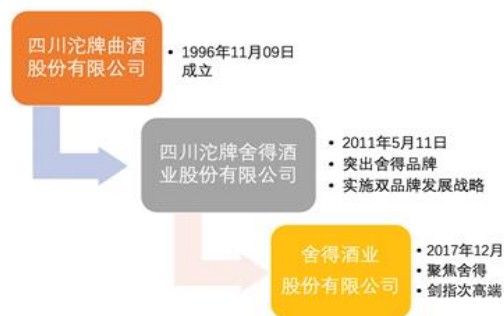 四川沱牌曲酒
股份有限公司
• 1996年11月09日
成立
四川沱牌舍得酒
业股份有限公司
• 2011年5月11日
• 突出舍得品牌
• 实施双品牌发展战略
舍得酒业
股份有限公司
• 2017年12月
• 聚焦舍得
• 剑指次高端